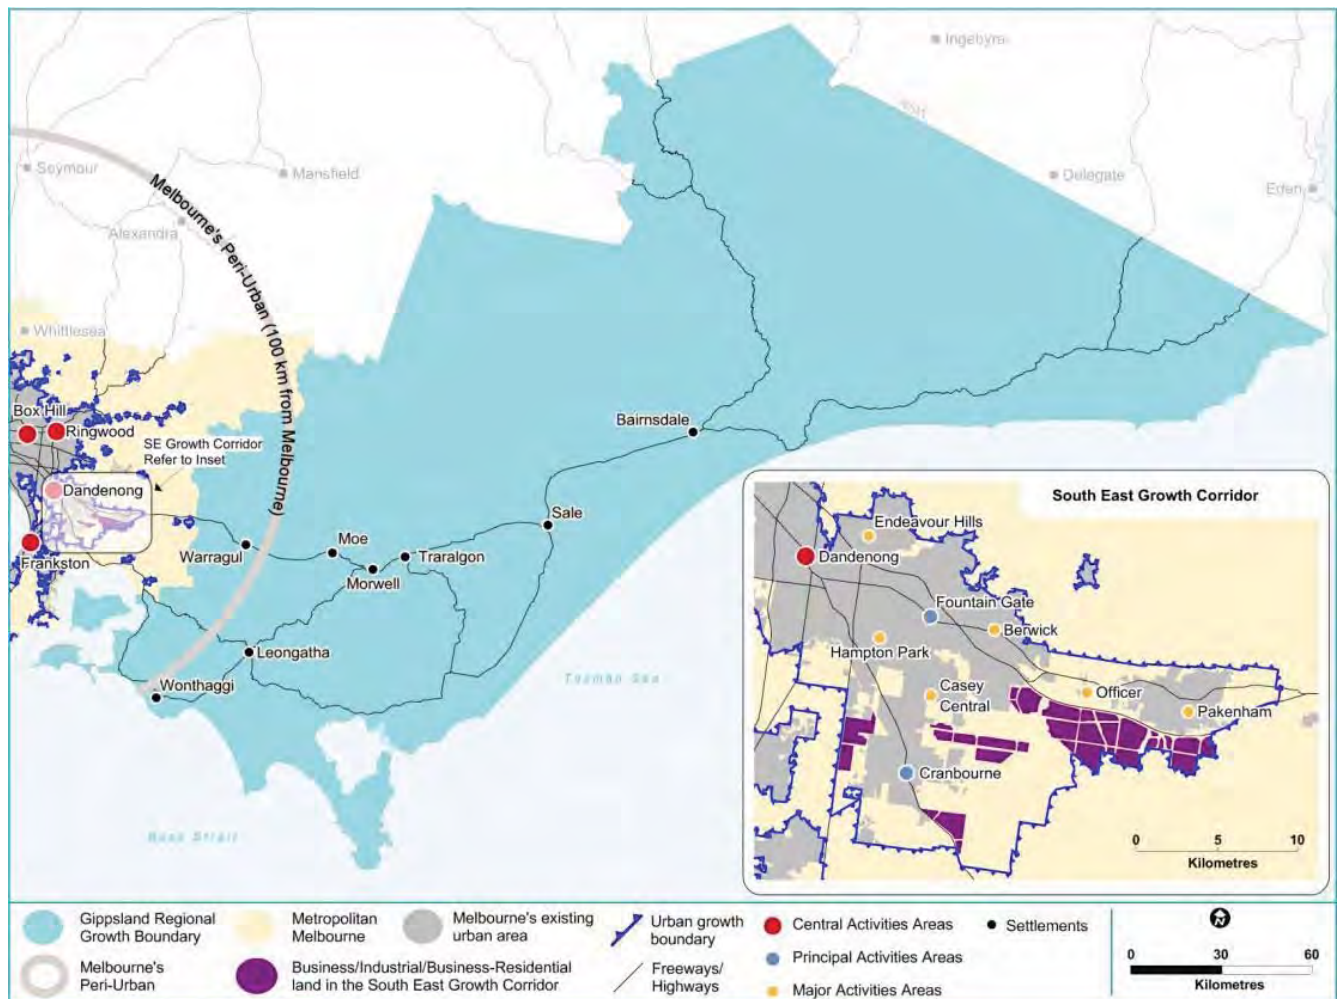 Ingebyra
Seymour
Mansfield
Delegate
Eden
Alexandra
Melbourne's Peri-Urban (100 km from Melbourne)
Whittlesea
Box Hill
Ringwood
SE Growth Corridor
Refer to Inset
Dandenong
Frankston
Bairnsdale
Sale
Moe
Warragul
Traralgon
Morwell
Leongatha
Wonthaggi
Tasman Sea
Bass Strait
South East Growth Corridor
Endeavour Hills
Dandenong
Fountain Gate
Berwick
Hampton Park
Casey
Central
Officer
Pakenham
Cranbourne
0 5 10
Kilometres
Gippsland Regional
Growth Boundary
Metropolitan
Melbourne
Melbourne's existing
urban area
Urban growth
boundary
Central Activities Areas
Settlements
Melbourne's
Peri-Urban
Business/Industrial/Business-Residential
land in the South East Growth Corridor
Freeways/
Highways
Principal Activities Areas
Major Activities Areas
N
0 30 60
Kilometres